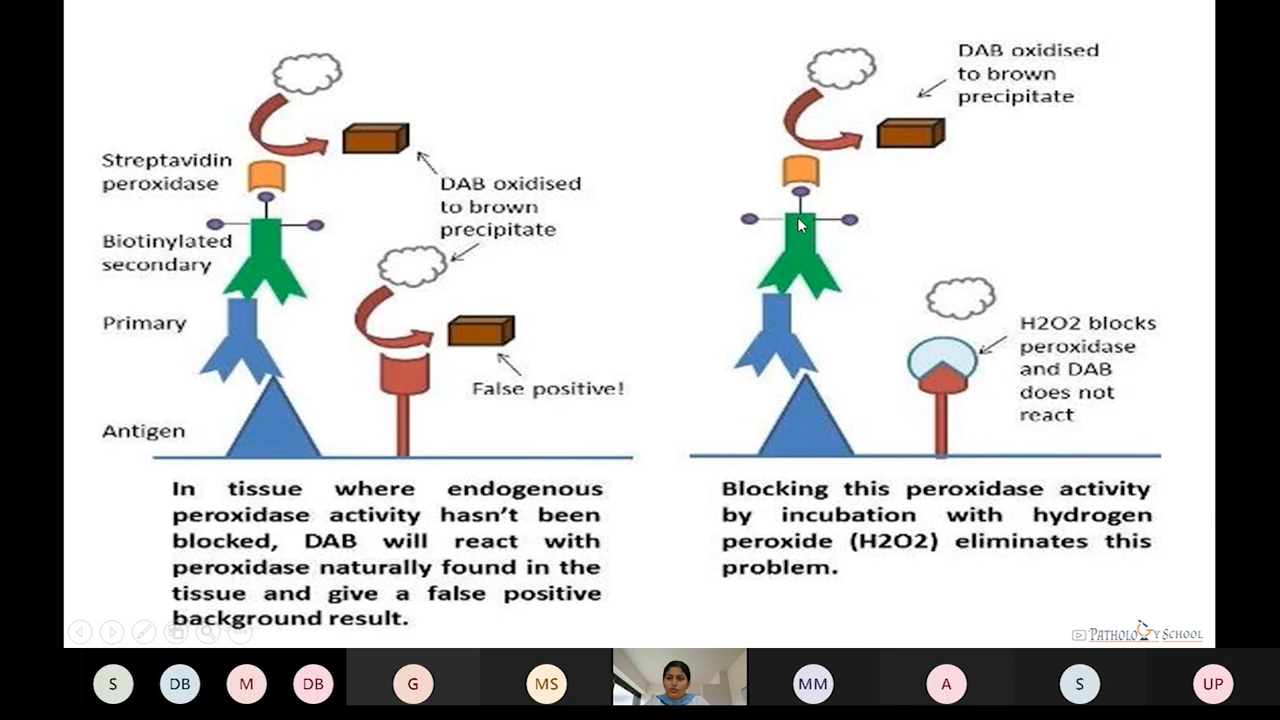 DAB oxidised
to brown
precipitate
Streptavidin
peroxidase
DAB oxidised
to brown
precipitate
Biotinylated
secondary
Primary
False positive!
Antigen
H2O2 blocks
peroxidase
and DAB
does not
react
In tissue where endogenous
peroxidase activity hasn't been
blocked, DAB will react with
peroxidase naturally found in the
tissue and give a false positive
background result.
Blocking this peroxidase activity
by incubation with hydrogen
peroxide (H2O2) eliminates this
problem.
PATHOLOGY SCHOOL
S DB M DB G MS MM A S UP